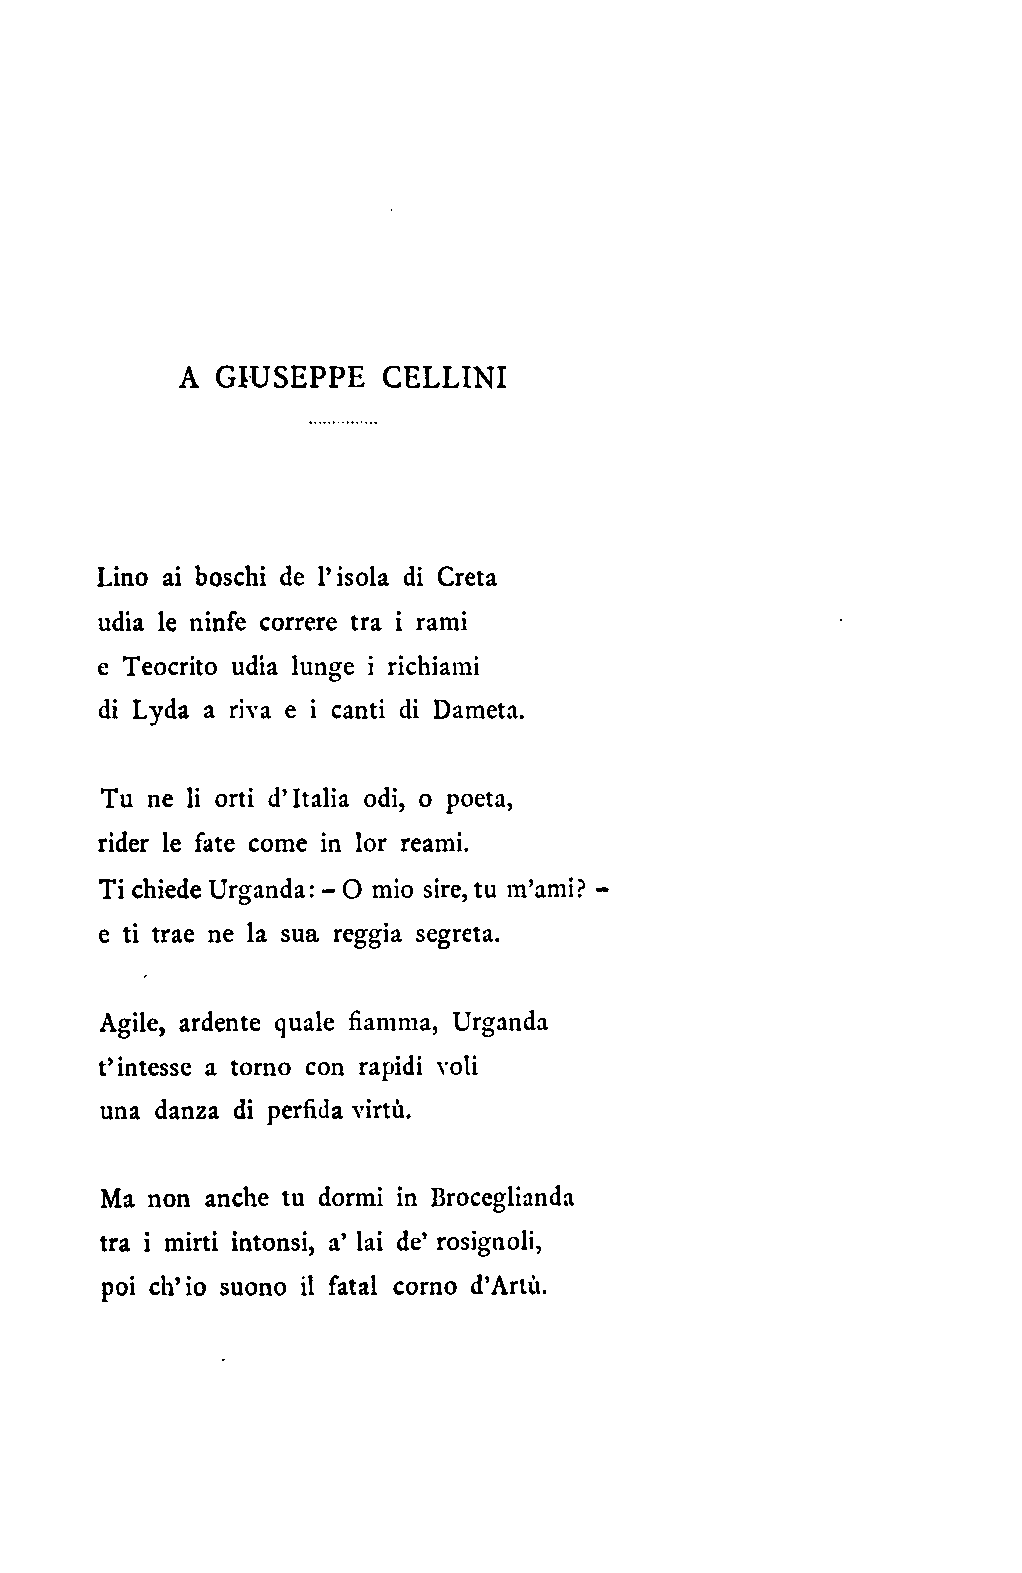 A GIUSEPPE CELLINI
Lino ai boschi de l'isola di Creta
udia le ninfe correre tra i rami
e Teocrito udia lunge i richiami
di Lyda a riva e i canti di Dameta.
Tu ne li orti d'Italia odi, o poeta,
rider le fate come in lor reami.
Ti chiede Urganda: – O mio sire, tu m'ami? –
e ti trae ne la sua reggia segreta.
Agile, ardente quale fiamma, Urganda
t'intesse a torno con rapidi voli
una danza di perfida virtù.
Ma non anche tu dormi in Broceglianda
tra i mirti intonsi, a' lai de' rosignoli,
poi ch'io suono il fatal corno d'Artù.